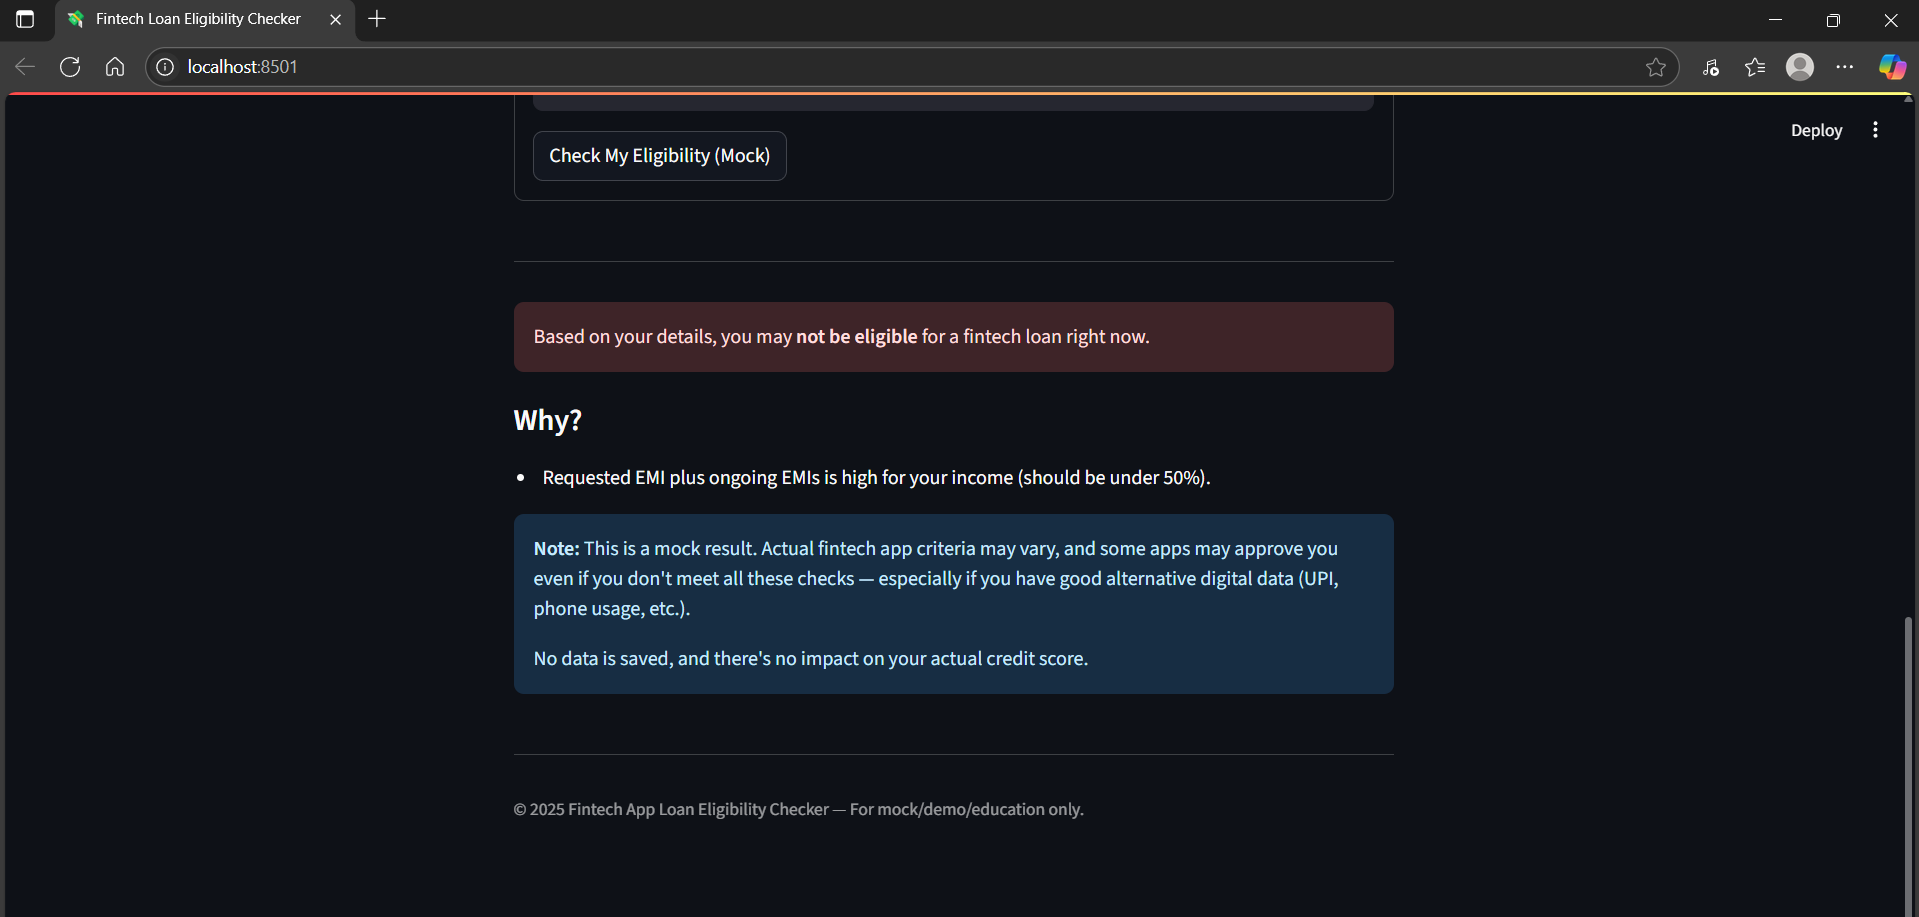 Fintech Loan Eligibility Checker
localhost:8501
Deploy
Check My Eligibility (Mock)
Based on your details, you may not be eligible for a fintech loan right now.
Why?
• Requested EMI plus ongoing EMIs is high for your income (should be under 50%).
Note: This is a mock result. Actual fintech app criteria may vary, and some apps may approve you
even if you don't meet all these checks — especially if you have good alternative digital data (UPI,
phone usage, etc.).
No data is saved, and there's no impact on your actual credit score.
© 2025 Fintech App Loan Eligibility Checker — For mock/demo/education only.